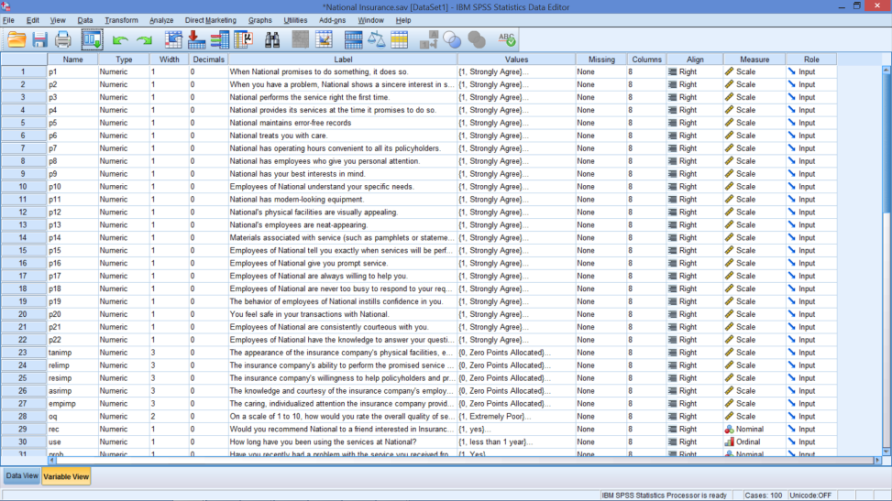 *National Insurance.sav [DataSet1] - IBM SPSS Statistics Data Editor
File Edit View Data Transform Analyze Direct Marketing Graphs Utilities Add-ons Window Help
Name Type Width Decimals Label Values Missing Columns Align Measure Role
1 p1 Numeric 1 0 When National promises to do something, it does so. {1, Strongly Agree}... None 8 Right Scale Input
2 p2 Numeric 1 0 When you have a problem, National shows a sincere interest in s... {1, Strongly Agree}... None 8 Right Scale Input
3 p3 Numeric 1 0 National performs the service right the first time. {1, Strongly Agree}... None 8 Right Scale Input
4 p4 Numeric 1 0 National provides its services at the time it promises to do so. {1, Strongly Agree}... None 8 Right Scale Input
5 p5 Numeric 1 0 National maintains error-free records {1, Strongly Agree}... None 8 Right Scale Input
6 p6 Numeric 1 0 National treats you with care. {1, Strongly Agree}... None 8 Right Scale Input
7 p7 Numeric 1 0 National has operating hours convenient to all its policyholders. {1, Strongly Agree}... None 8 Right Scale Input
8 p8 Numeric 1 0 National has employees who give you personal attention. {1, Strongly Agree}... None 8 Right Scale Input
9 p9 Numeric 1 0 National has your best interests in mind. {1, Strongly Agree}... None 8 Right Scale Input
10 p10 Numeric 1 0 Employees of National understand your specific needs. {1, Strongly Agree}... None 8 Right Scale Input
11 p11 Numeric 1 0 National has modern-looking equipment. {1, Strongly Agree}... None 8 Right Scale Input
12 p12 Numeric 1 0 National's physical facilities are visually appealing. {1, Strongly Agree}... None 8 Right Scale Input
13 p13 Numeric 1 0 National's employees are neat-appearing. {1, Strongly Agree}... None 8 Right Scale Input
14 p14 Numeric 1 0 Materials associated with service (such as pamphlets or stateme... {1, Strongly Agree}... None 8 Right Scale Input
15 p15 Numeric 1 0 Employees of National tell you exactly when services will be perf... {1, Strongly Agree}... None 8 Right Scale Input
16 p16 Numeric 1 0 Employees of National give you prompt service. {1, Strongly Agree}... None 8 Right Scale Input
17 p17 Numeric 1 0 Employees of National are always willing to help you. {1, Strongly Agree}... None 8 Right Scale Input
18 p18 Numeric 1 0 Employees of National are never too busy to respond to your req... {1, Strongly Agree}... None 8 Right Scale Input
19 p19 Numeric 1 0 The behavior of employees of National instills confidence in you. {1, Strongly Agree}... None 8 Right Scale Input
20 p20 Numeric 1 0 You feel safe in your transactions with National. {1, Strongly Agree}... None 8 Right Scale Input
21 p21 Numeric 1 0 Employees of National are consistently courteous with you. {1, Strongly Agree}... None 8 Right Scale Input
22 p22 Numeric 1 0 Employees of National have the knowledge to answer your questi... {1, Strongly Agree}... None 8 Right Scale Input
23 tanimp Numeric 3 0 The appearance of the insurance company's physical facilities, e... {0, Zero Points Allocated}... None 8 Right Scale Input
24 relimp Numeric 3 0 The insurance company's ability to perform the promised service ... {0, Zero Points Allocated}... None 8 Right Scale Input
25 resimp Numeric 3 0 The insurance company's willingness to help policyholders and pr... {0, Zero Points Allocated}... None 8 Right Scale Input
26 asrimp Numeric 3 0 The knowledge and courtesy of the insurance company's employ... {0, Zero Points Allocated}... None 8 Right Scale Input
27 empimp Numeric 3 0 The caring, individualized attention the insurance company provid... {0, Zero Points Allocated}... None 8 Right Scale Input
28 oq Numeric 2 0 On a scale of 1 to 10, how would you rate the overall quality of se... {1, Extremely Poor}... None 8 Right Scale Input
29 rec Numeric 1 0 Would you recommend National to a friend interested in Insuranc... {1, yes}... None 8 Right Nominal Input
30 use Numeric 1 0 How long have you been using the services at National? {1, less than 1 year}... None 8 Right Ordinal Input
31 prob Numeric 1 0 Have you recently had a problem with the service you received fro... {1, Yes}... None 8 Right Nominal Input
Data View Variable View
IBM SPSS Statistics Processor is ready Cases: 100 Unicode:OFF